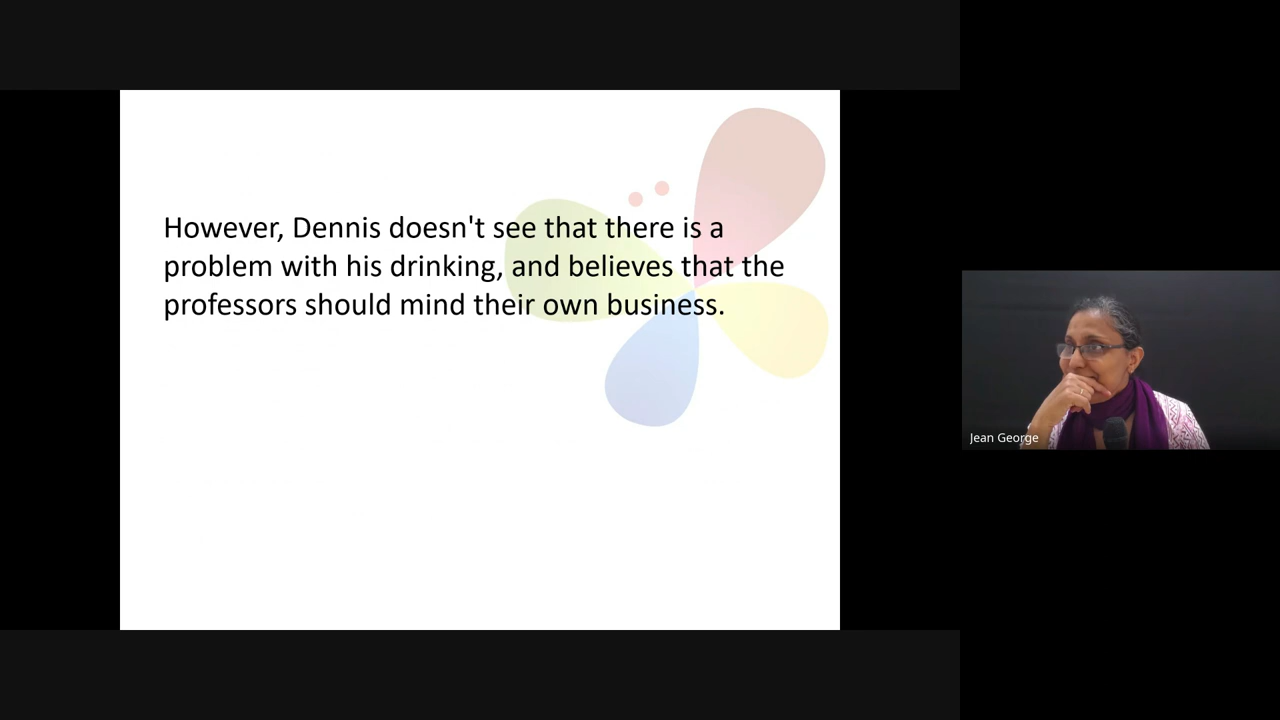 However, Dennis doesn't see that there is a
problem with his drinking, and believes that the
professors should mind their own business.
Jean George